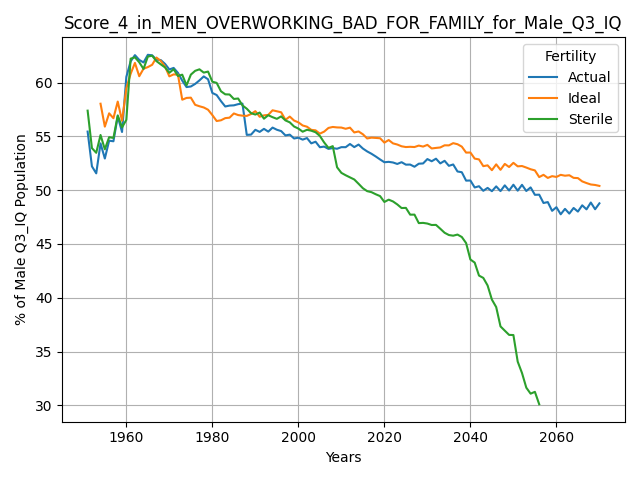 Score_4_in_MEN_OVERWORKING_BAD_FOR_FAMILY_for_Male_Q3_IQ
Fertility
Actual
Ideal
Sterile
% of Male Q3_IQ Population
60
55
50
45
40
35
30
1960
1980
2000
2020
2040
2060
Years